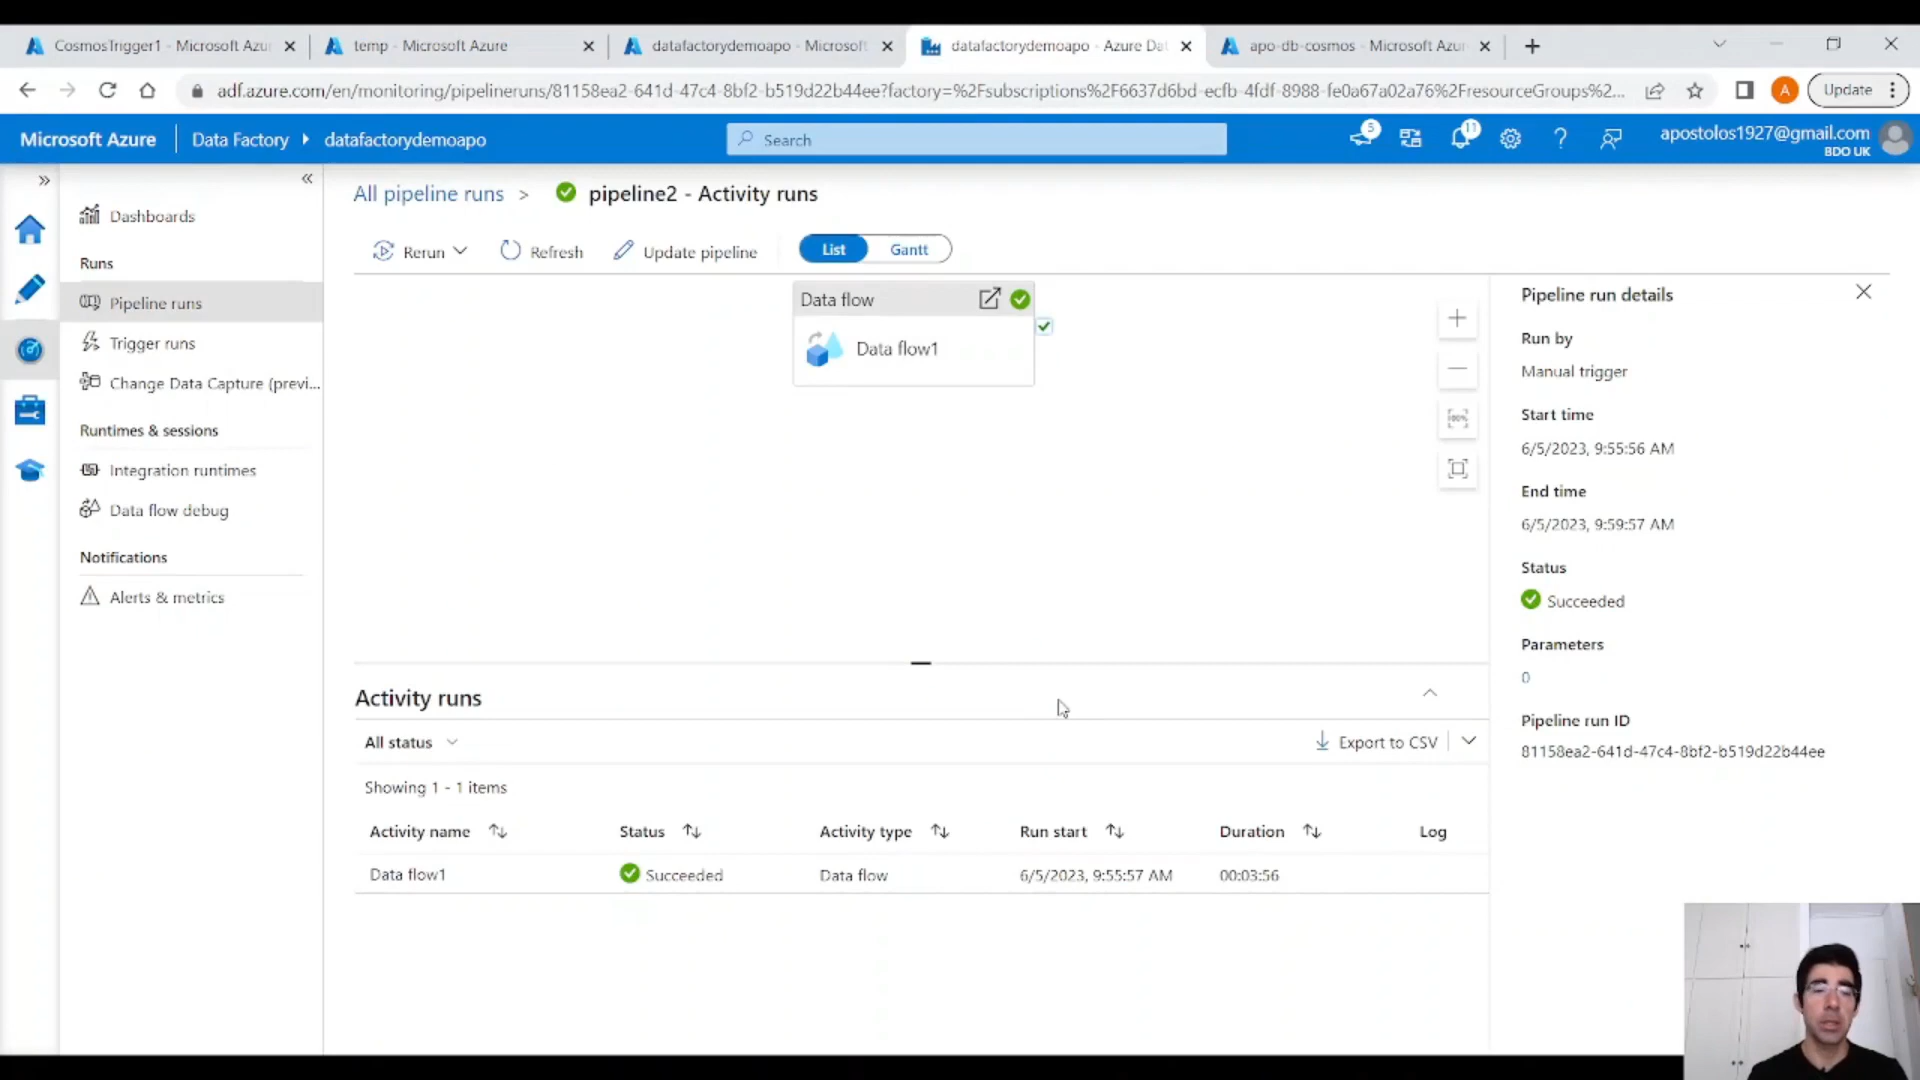 CosmosTrigger1 - Microsoft Azu
temp - Microsoft Azure
datafactorydemoapo - Microsoft
datafactorydemoapo - Azure Dat
apo-db-cosmos - Microsoft Azur
adf.azure.com/en/monitoring/pipelineruns/81158ea2-641d-47c4-8bf2-b519d22b44ee?factory=%2Fsubscriptions%2F6637d6bd-ecfb-4fdf-8988-fe0a67a02a76%2FresourceGroups%2...
A
Update
Microsoft Azure
Data Factory
datafactorydemoapo
Search
5
11
apostolos1927@gmail.com
BDO UK
Dashboards
Runs
Pipeline runs
Trigger runs
Change Data Capture (previ...
Runtimes & sessions
Integration runtimes
Data flow debug
Notifications
Alerts & metrics
All pipeline runs > pipeline2 - Activity runs
Rerun
Refresh
Update pipeline
List
Gantt
Data flow
Data flow1
100%
Activity runs
All status
Export to CSV
Showing 1 - 1 items
Activity name
Status
Activity type
Run start
Duration
Log
Data flow1
Succeeded
Data flow
6/5/2023, 9:55:57 AM
00:03:56
Pipeline run details
Run by
Manual trigger
Start time
6/5/2023, 9:55:56 AM
End time
6/5/2023, 9:59:57 AM
Status
Succeeded
Parameters
0
Pipeline run ID
81158ea2-641d-47c4-8bf2-b519d22b44ee